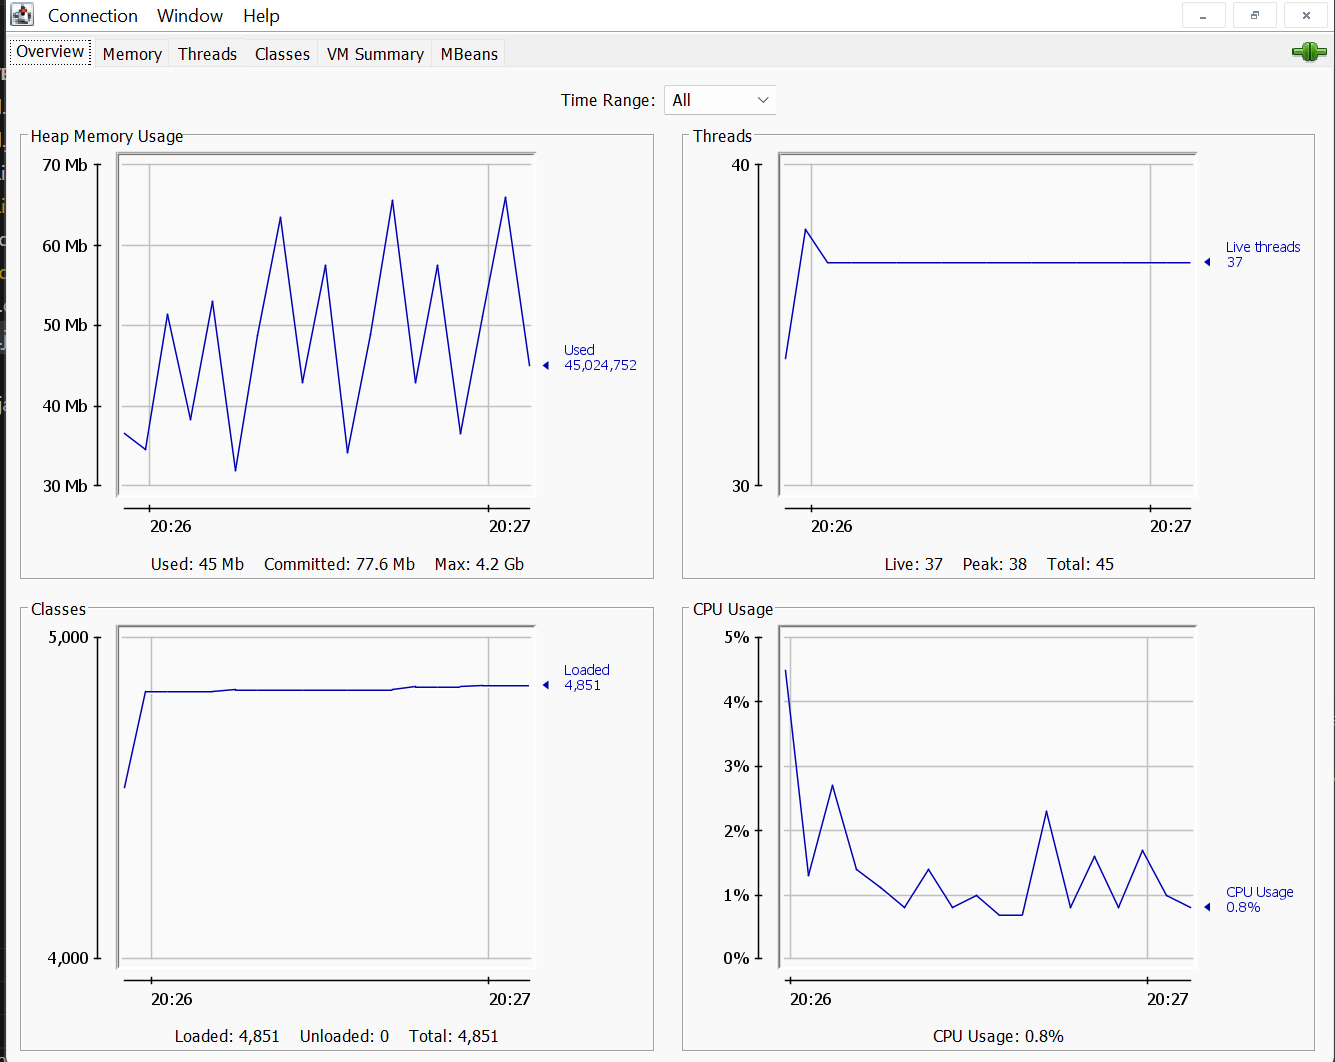 Connection Window Help
Overview Memory Threads Classes VM Summary MBeans
Time Range: All
Heap Memory Usage
70 Mb
60 Mb
50 Mb
40 Mb
30 Mb
Used
45,024,752
20:26 20:27
Used: 45 Mb Committed: 77.6 Mb Max: 4.2 Gb
Threads
40
30
Live threads
37
20:26 20:27
Live: 37 Peak: 38 Total: 45
Classes
5,000
4,000
Loaded
4,851
20:26 20:27
Loaded: 4,851 Unloaded: 0 Total: 4,851
CPU Usage
5%
4%
3%
2%
1%
0%
CPU Usage
0.8%
20:26 20:27
CPU Usage: 0.8%